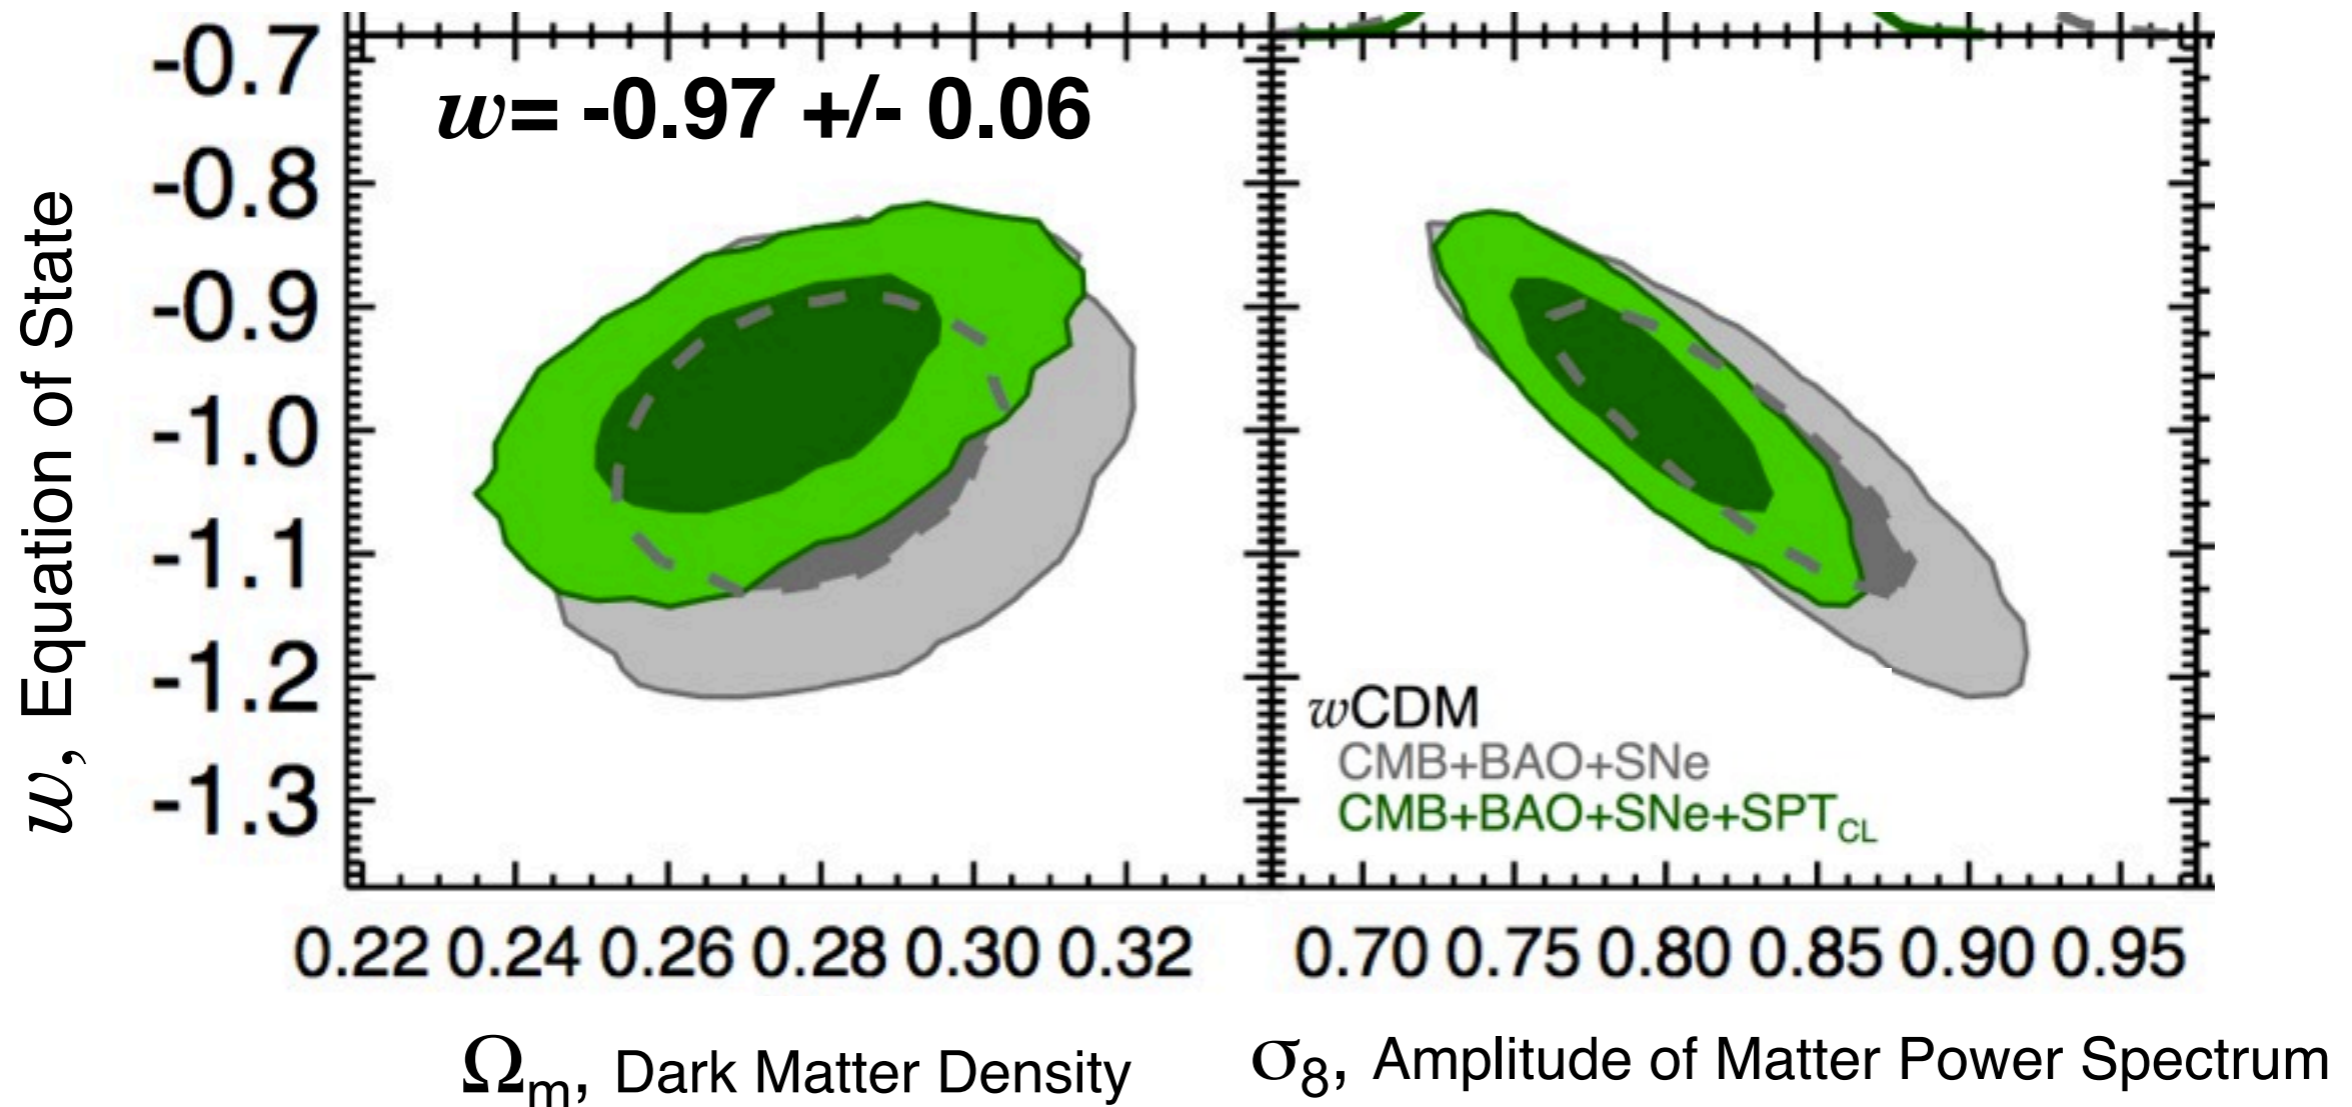 w, Equation of State
-0.7
-0.8
-0.9
-1.0
-1.1
-1.2
-1.3
w= -0.97 +/- 0.06
wCDM
CMB+BAO+SNe
CMB+BAO+SNe+SPT_CL
0.22 0.24 0.26 0.28 0.30 0.32
0.70 0.75 0.80 0.85 0.90 0.95
Ωm, Dark Matter Density
σ8, Amplitude of Matter Power Spectrum